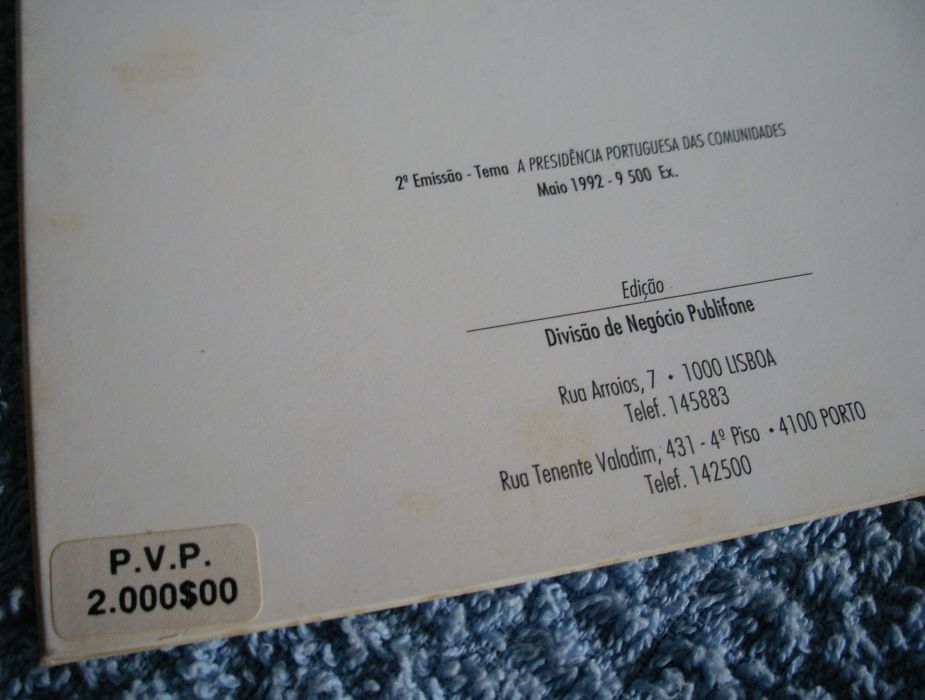 2ª Emissão - Tema A PRESIDÊNCIA PORTUGUESA DAS COMUNIDADES
Maio 1992 - 9 500 Ex.
Edição
Divisão de Negócio Publifone
Rua Arroios, 7 • 1000 LISBOA
Telef. 145883
Rua Tenente Valadim, 431 - 4º Piso • 4100 PORTO
Telef. 142500
P.V.P.
2.000$00